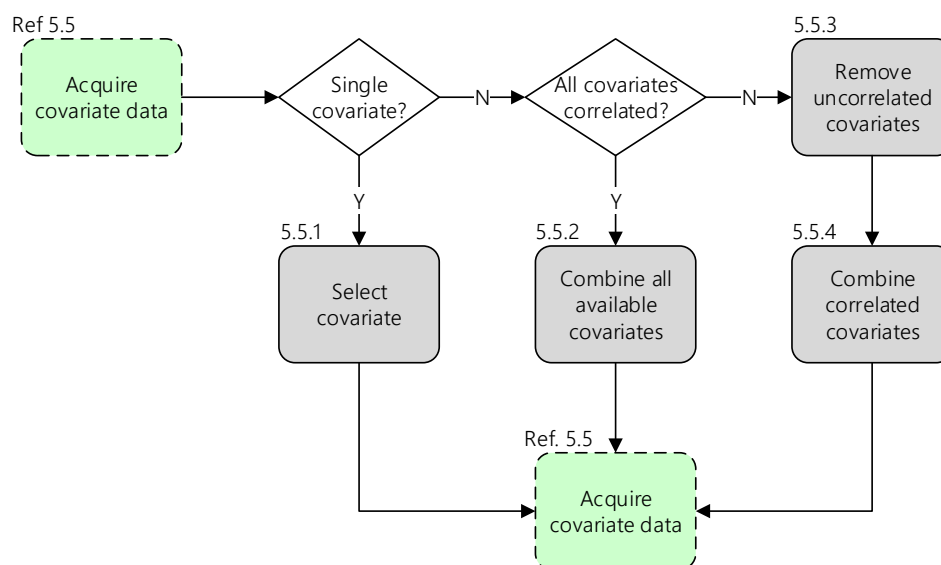 Ref 5.5
Acquire
covariate data
Single
covariate?
N
All covariates
correlated?
N
5.5.3
Remove
uncorrelated
covariates
Y
Y
5.5.1
Select
covariate
5.5.2
Combine all
available
covariates
5.5.4
Combine
correlated
covariates
Ref. 5.5
Acquire
covariate data